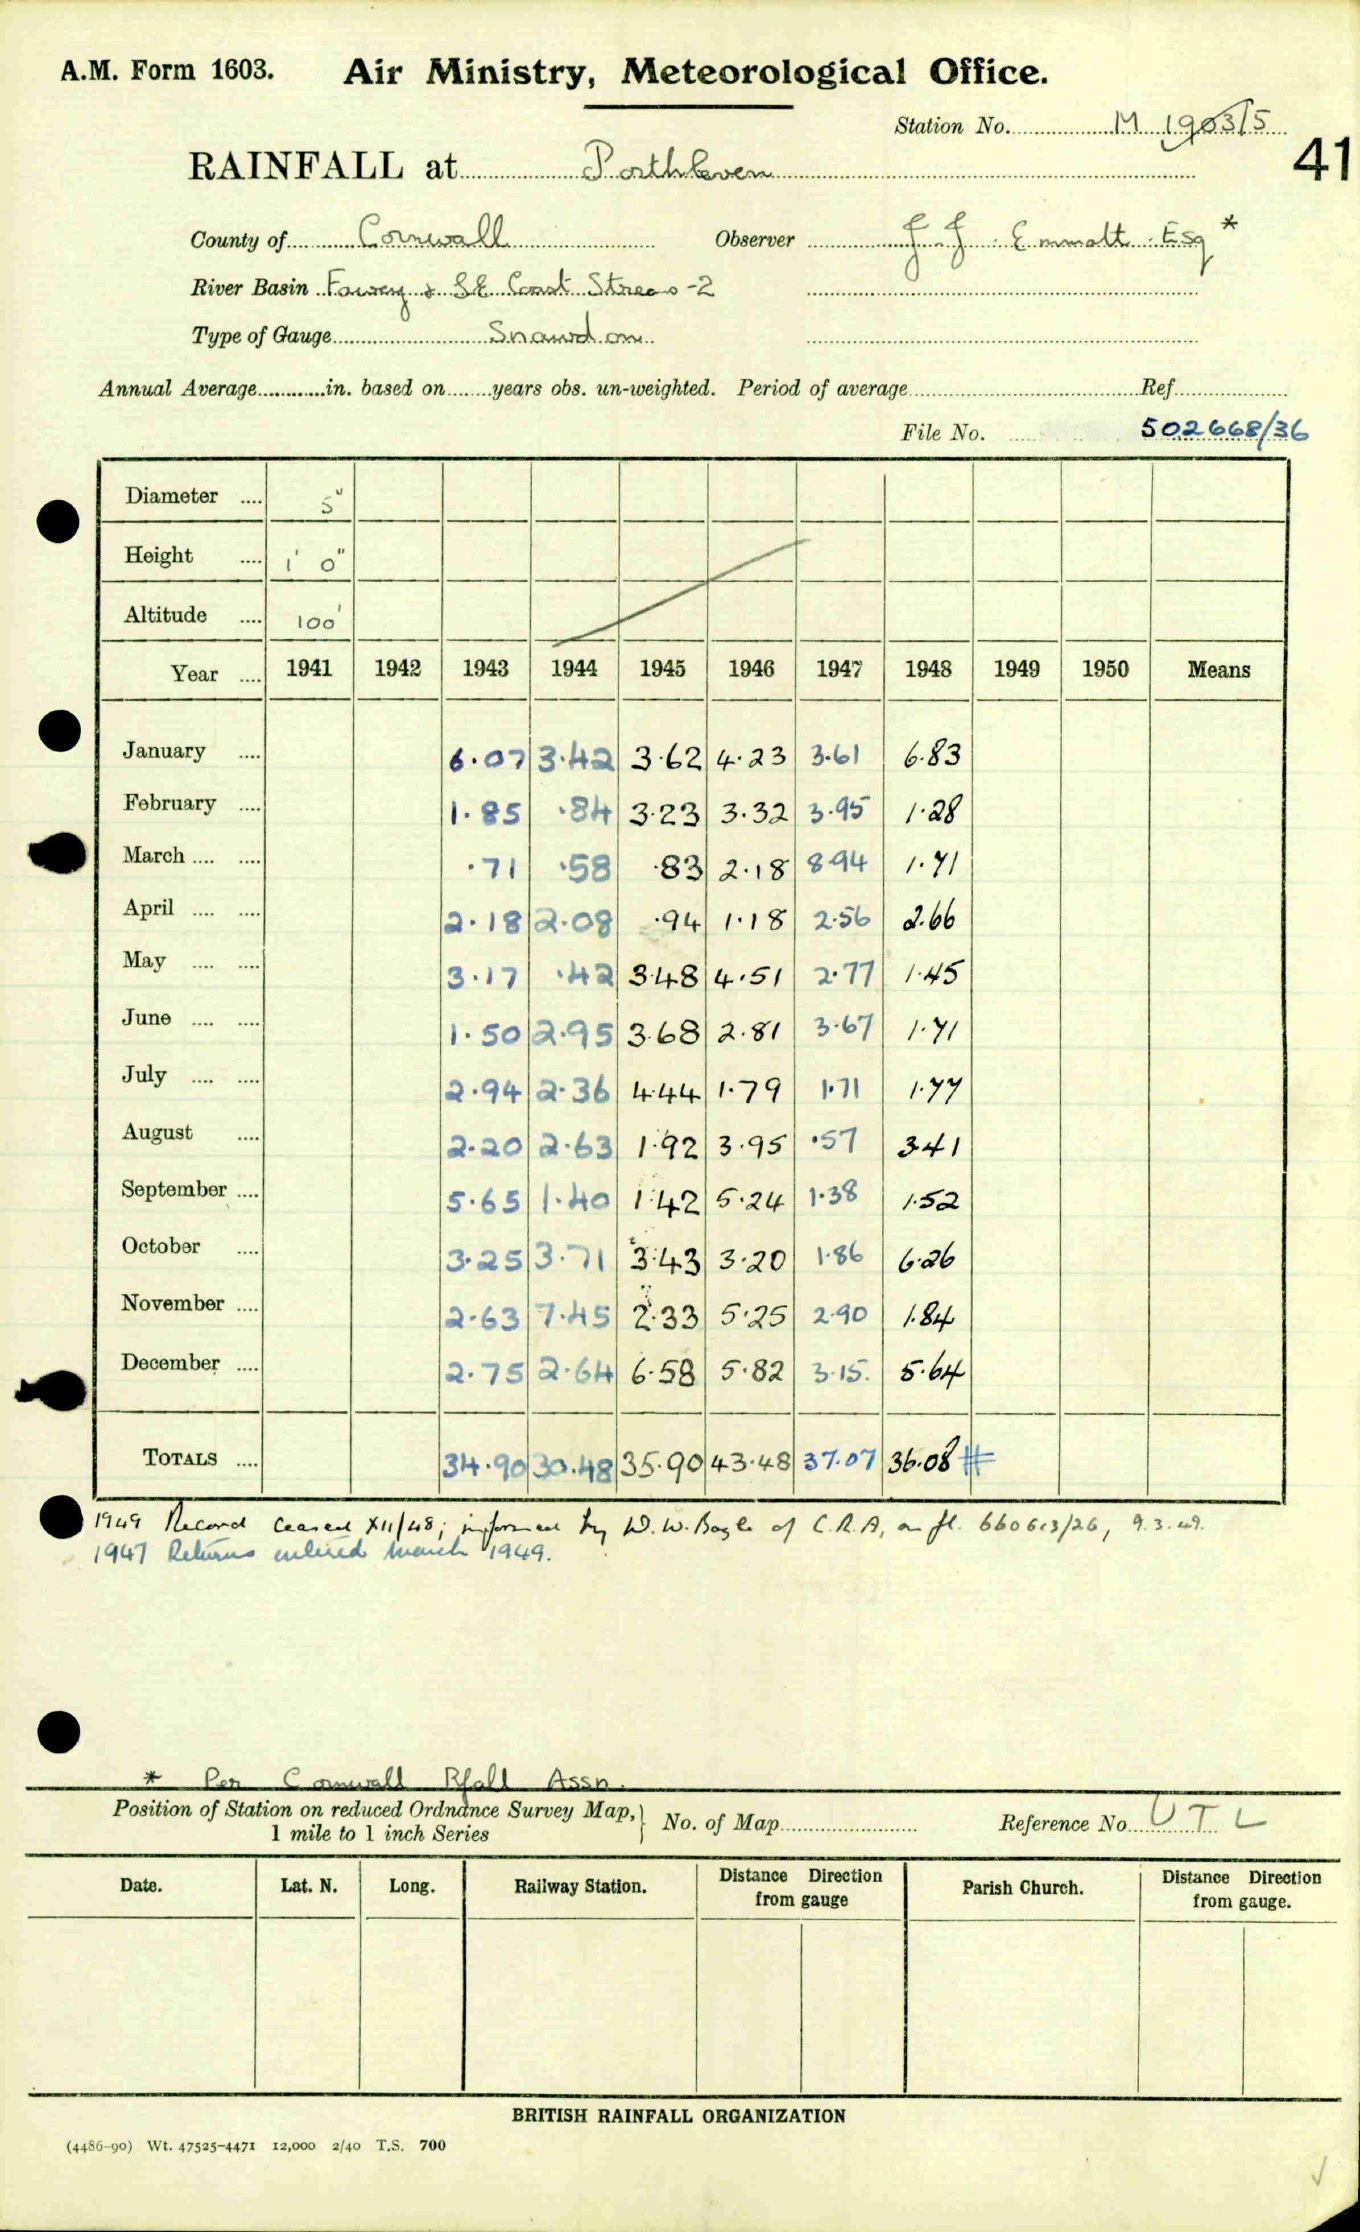 A.M. Form 1603. Air Ministry, Meteorological Office.
Station No. M 1903/5
41
RAINFALL at Porthleven
County of Cornwall Observer J. J. Emmott Esq *
River Basin Fowey & SE Coast Streams -2
Type of Gauge Snowdon
Annual Average in. based on years obs. un-weighted. Period of average Ref.
File No. 502668/36
Diameter 5"
Height 1' 0"
Altitude 100'
Year 1941 1942 1943 1944 1945 1946 1947 1948 1949 1950 Means
January 6.07 3.42 3.62 4.23 3.61 6.83
February 1.85 .84 3.23 3.32 3.95 1.28
March .71 .58 .83 2.18 8.94 1.71
April 2.18 2.08 .94 1.18 2.56 2.66
May 3.17 .42 3.48 4.51 2.77 1.45
June 1.50 2.95 3.68 2.81 3.67 1.71
July 2.94 2.36 4.44 1.79 1.71 1.77
August 2.20 2.63 1.92 3.95 .57 3.41
September 5.65 1.40 1.42 5.24 1.38 1.52
October 3.25 3.71 3.43 3.20 1.86 6.26
November 2.63 7.45 2.33 5.25 2.90 1.84
December 2.75 2.64 6.58 5.82 3.15. 5.64
TOTALS 34.90 30.48 35.90 43.48 37.07 36.08 #
1949 Record ceased XII/48; informed by W. W. of C.R.A, on fl. 660613/26, 9.3.49.
1947 Returns entered March 1949.
* Per Cornwall Rfall Assn.
Position of Station on reduced Ordnance Survey Map, 1 mile to 1 inch Series } No. of Map Reference No. UTL
Date. Lat. N. Long. Railway Station. Distance Direction from gauge Parish Church. Distance Direction from gauge.
BRITISH RAINFALL ORGANIZATION
(4486-90) Wt. 47525-4471 12,000 2/40 T.S. 700